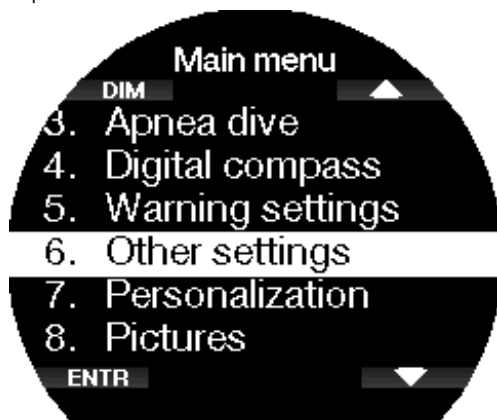 Main menu
DIM
3. Apnea dive
4. Digital compass
5. Warning settings
6. Other settings
7. Personalization
8. Pictures
ENTR